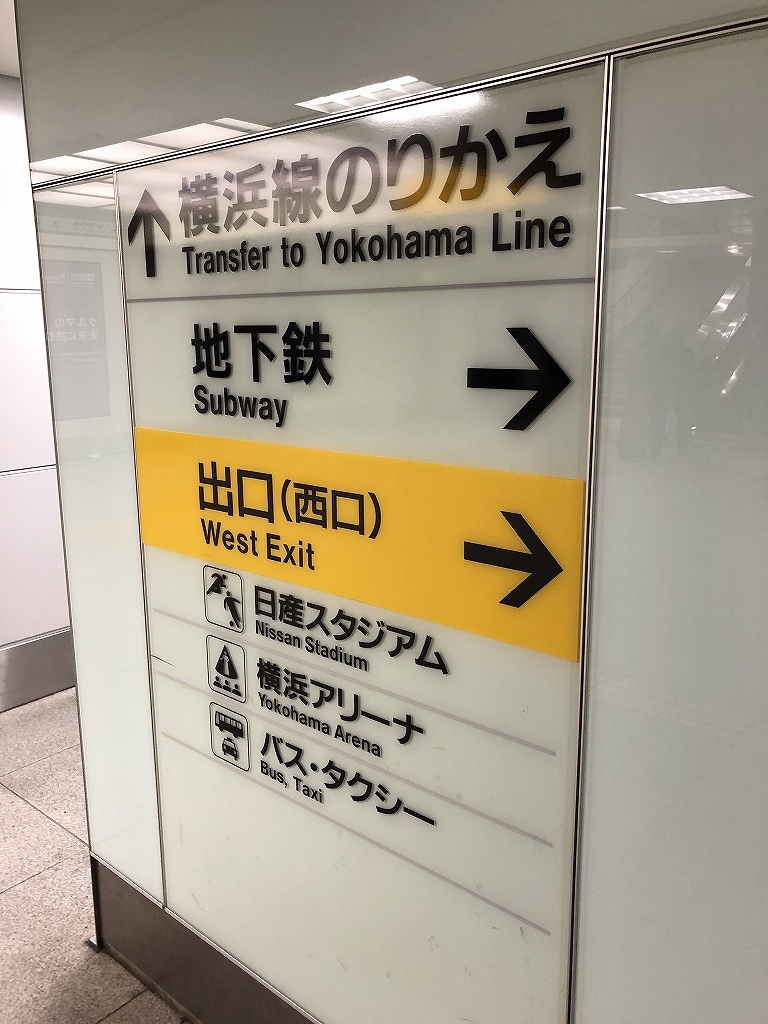 横浜線のりかえ
Transfer to Yokohama Line
地下鉄
Subway
出口(西口)
West Exit
日産スタジアム
Nissan Stadium
横浜アリーナ
Yokohama Arena
バス・タクシー
Bus, Taxi